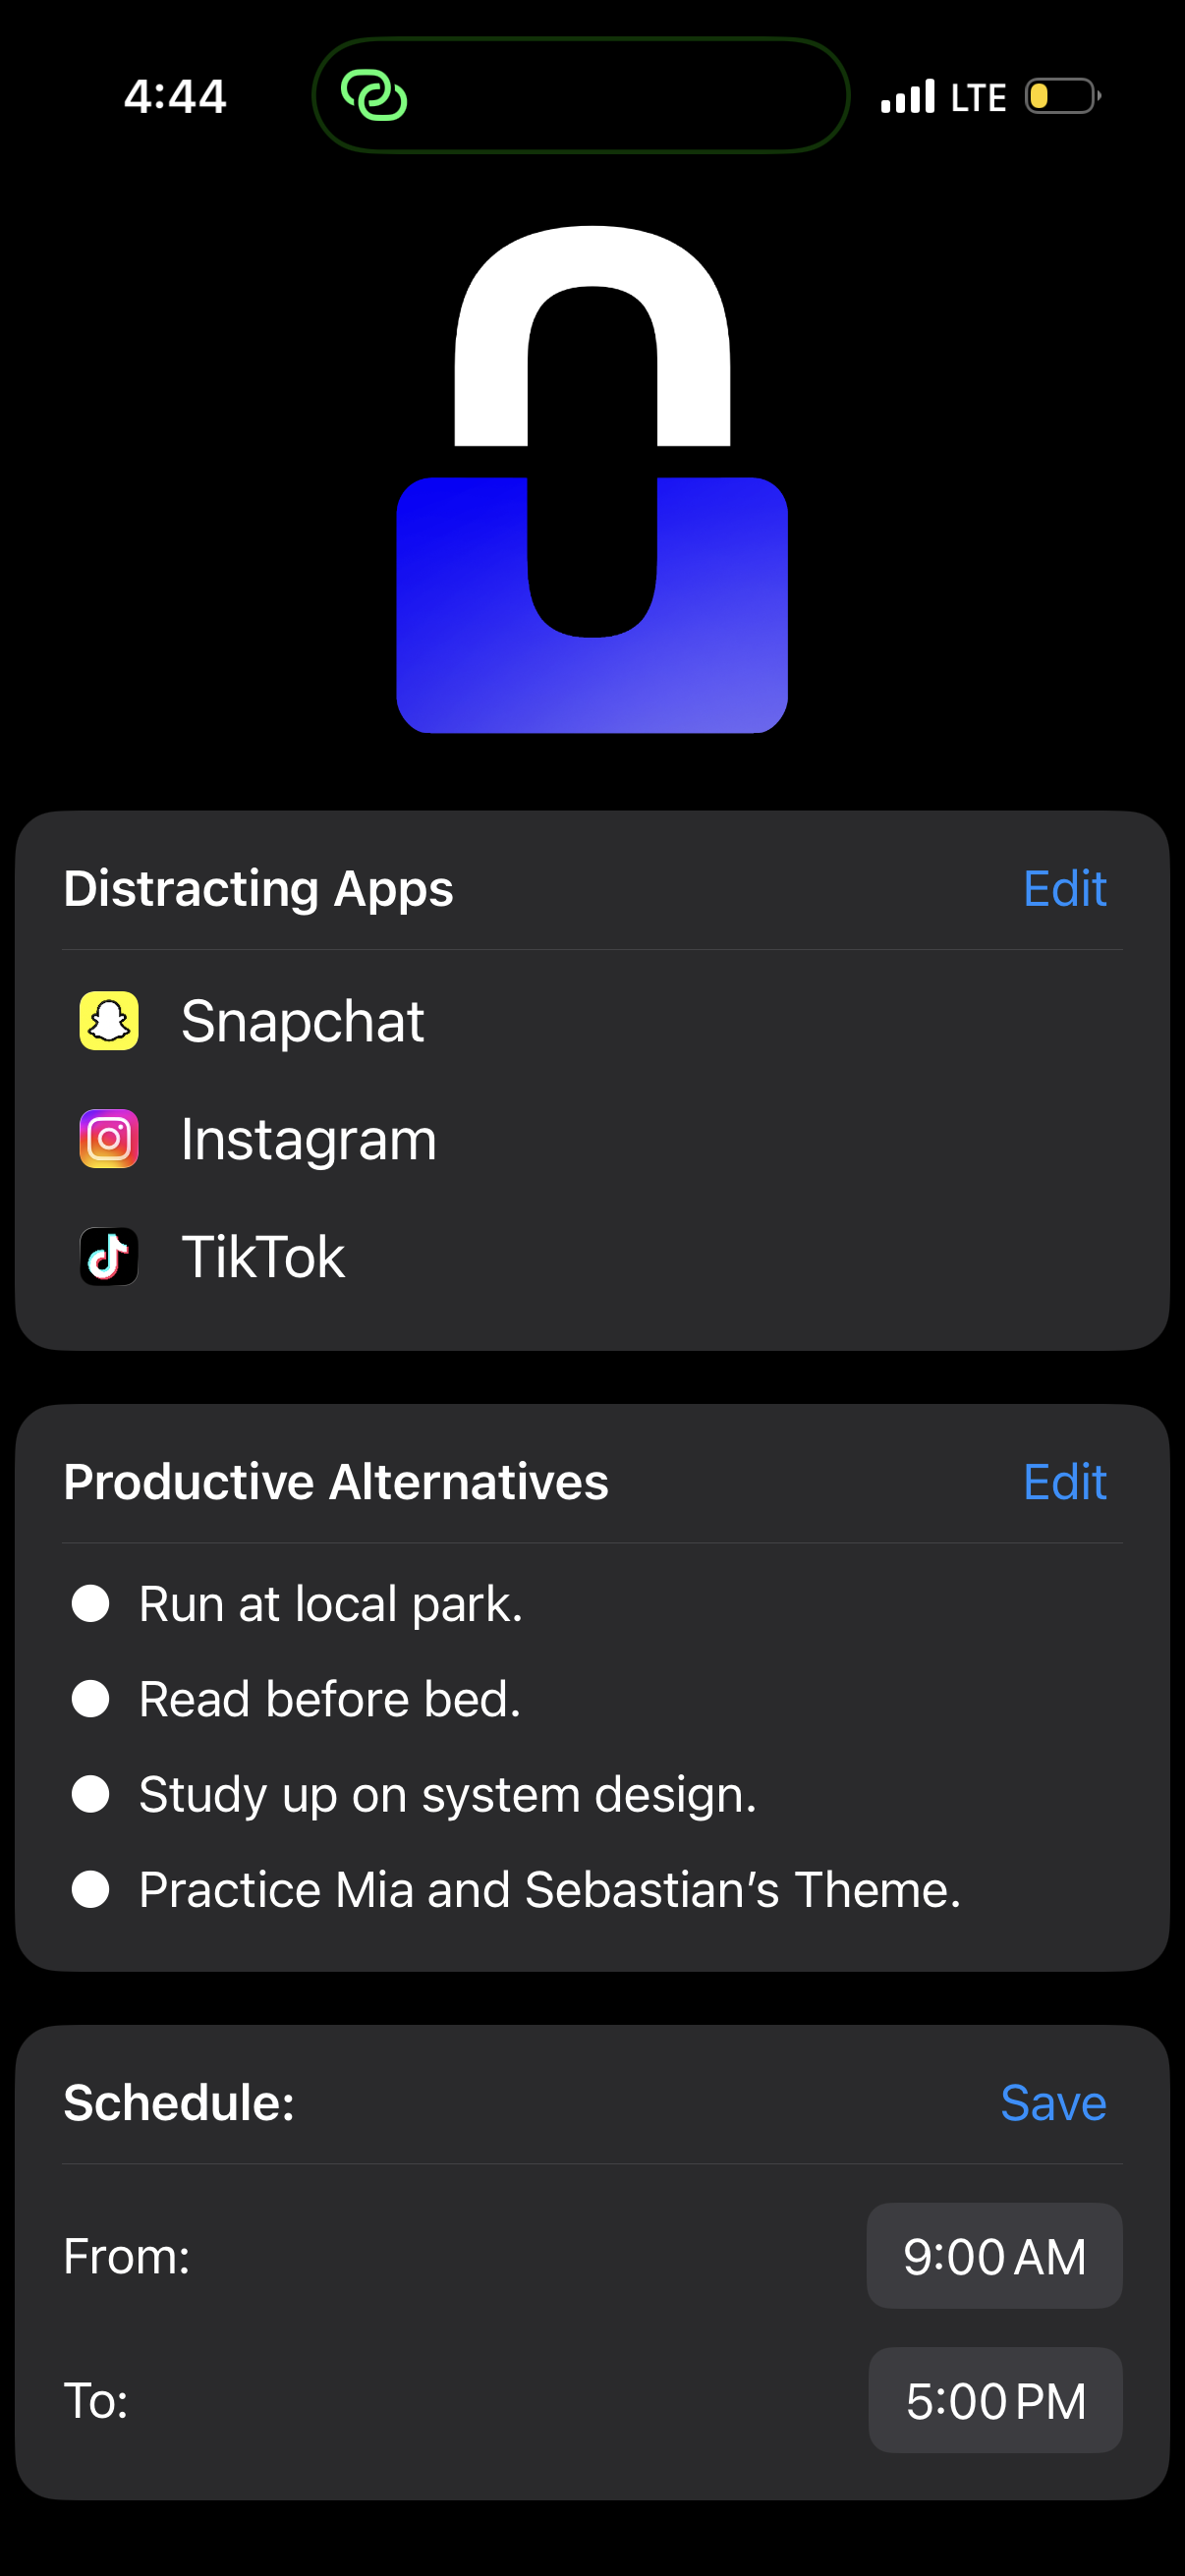 4:44
LTE
Distracting Apps Edit
Snapchat
Instagram
TikTok
Productive Alternatives Edit
Run at local park.
Read before bed.
Study up on system design.
Practice Mia and Sebastian’s Theme.
Schedule: Save
From: 9:00 AM
To: 5:00 PM